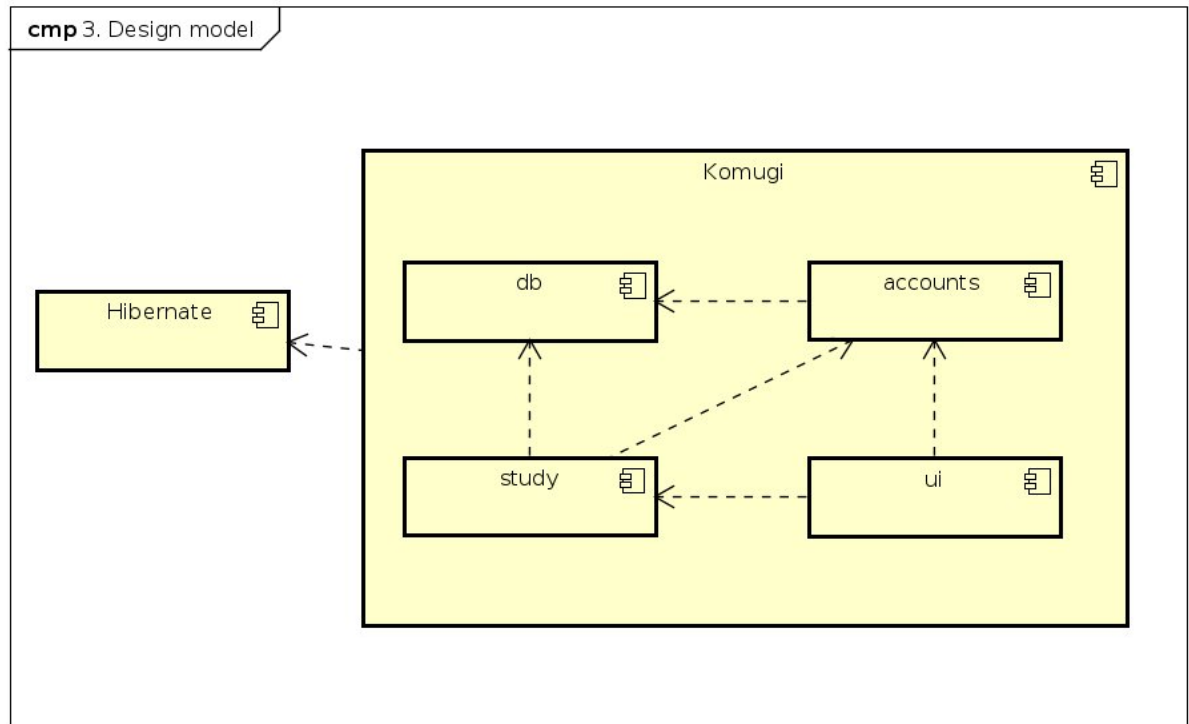 cmp 3. Design model
Komugi
db
accounts
Hibernate
study
ui